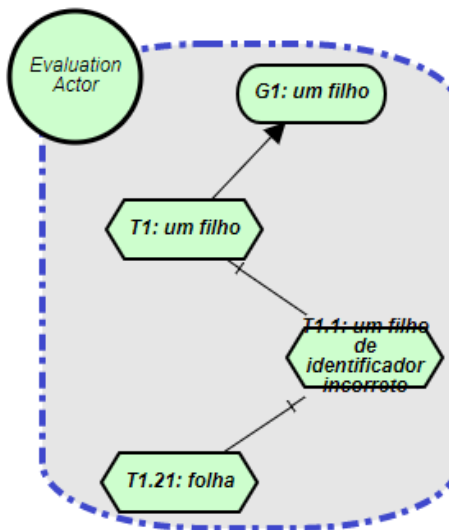 Evaluation
Actor
G1: um filho
T1: um filho
T1.1: um filho
de
identificador
incorreto
T1.21: folha